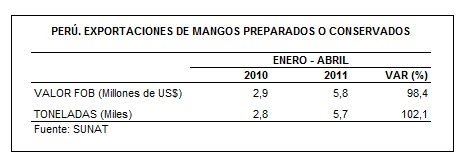 PERÚ. EXPORTACIONES DE MANGOS PREPARADOS O CONSERVADOS
ENERO - ABRIL
2010 2011 VAR (%)
VALOR FOB (Millones de US$) 2,9 5,8 98,4
TONELADAS (Miles) 2,8 5,7 102,1
Fuente: SUNAT